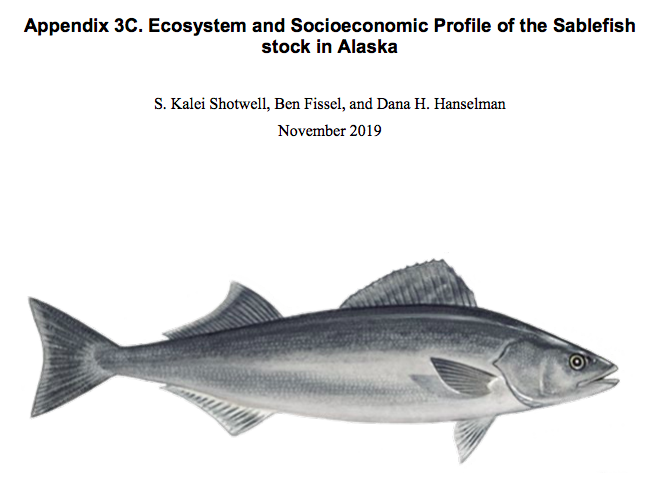 Appendix 3C. Ecosystem and Socioeconomic Profile of the Sablefish
stock in Alaska
S. Kalei Shotwell, Ben Fissel, and Dana H. Hanselman
November 2019